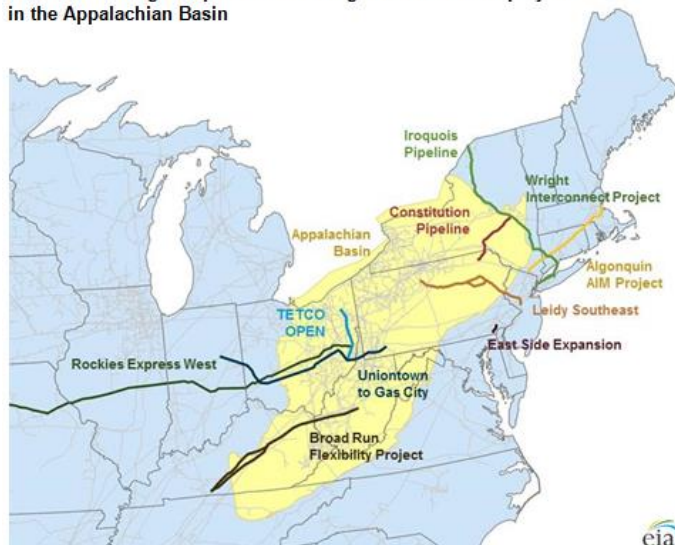 in the Appalachian Basin
Iroquois
Pipeline
Wright
Interconnect Project
Constitution
Pipeline
Appalachian
Basin
Algonquin
AIM Project
Leidy Southeast
TETCO
OPEN
East Side Expansion
Rockies Express West
Uniontown
to Gas City
Broad Run
Flexibility Project
eia